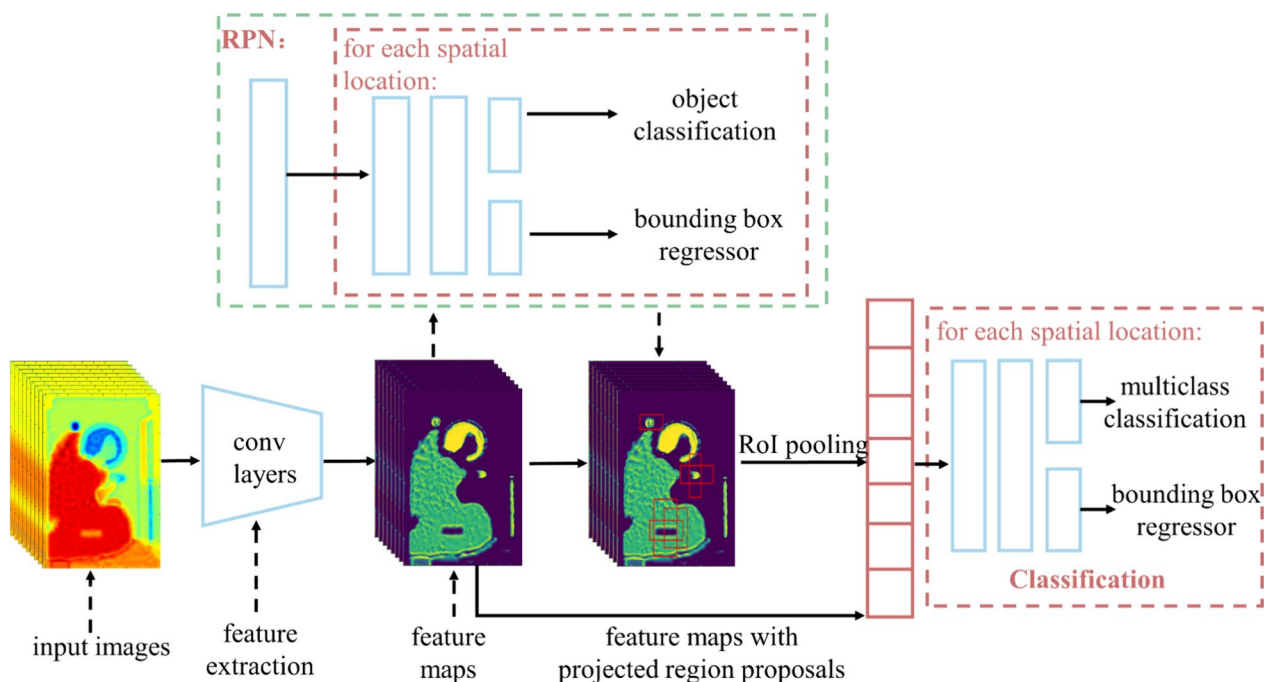 RPN：
for each spatial
location:
object
classification
bounding box
regressor
conv
layers
RoI pooling
for each spatial location:
multiclass
classification
bounding box
regressor
Classification
input images
feature
extraction
feature
maps
feature maps with
projected region proposals